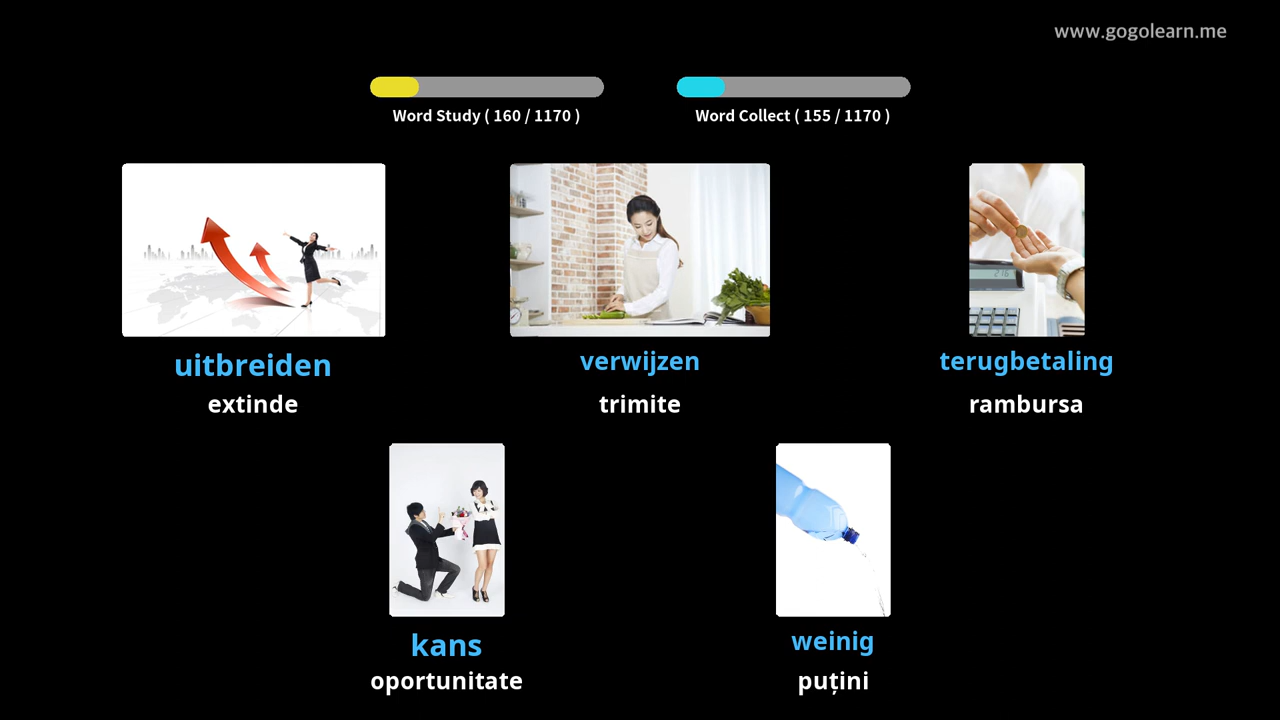 www.gogolearn.me
Word Study ( 160 / 1170 )
Word Collect ( 155 / 1170 )
uitbreiden
extinde
verwijzen
trimite
terugbetaling
rambursa
kans
oportunitate
weinig
puțini